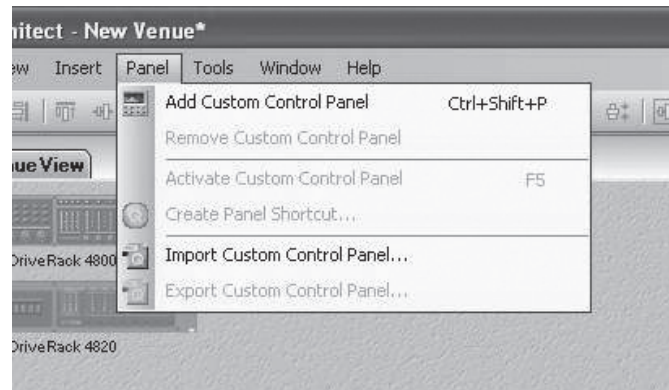 nitect - New Venue*
ew Insert Panel Tools Window Help
Add Custom Control Panel Ctrl+Shift+P
Remove Custom Control Panel
ue View
Activate Custom Control Panel F5
Create Panel Shortcut...
DriveRack 4800
Import Custom Control Panel...
Export Custom Control Panel...
DriveRack 4820